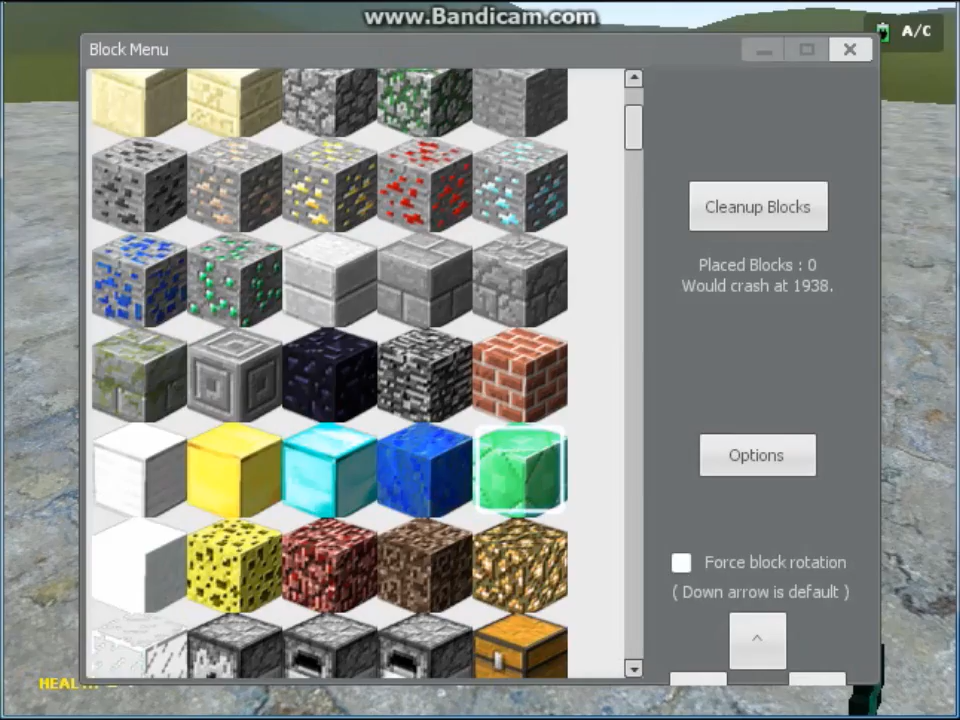 www.Bandicam.com
A/C
Block Menu
Cleanup Blocks
Placed Blocks : 0
Would crash at 1938.
Options
Force block rotation
( Down arrow is default )
^